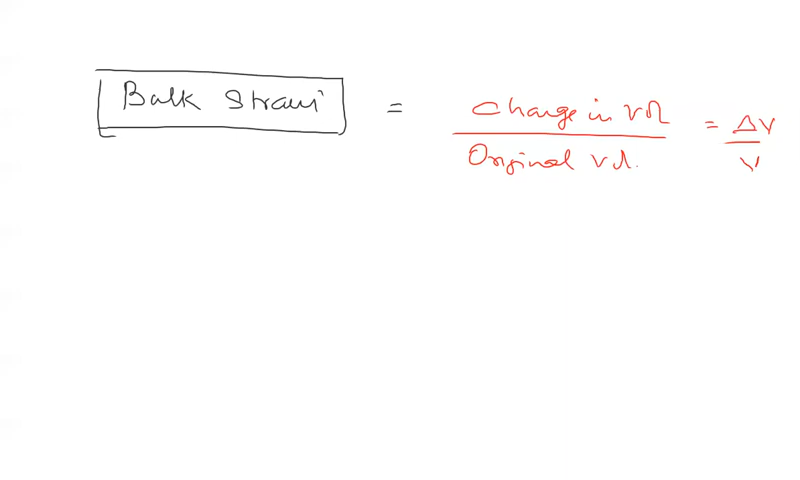 Bulk Strain = Change in vol / Original vol. = ΔV / V